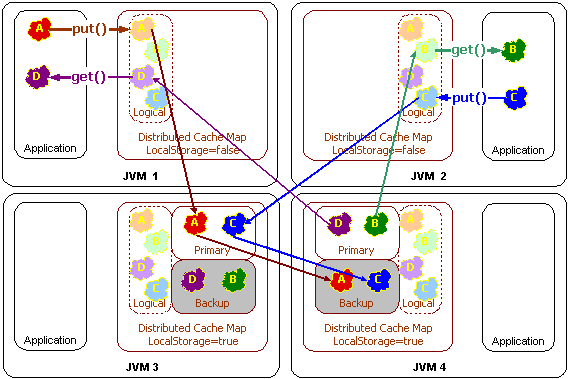 A
put()
A
B
D
get()
D
C
Logical
Application
Distributed Cache Map
LocalStorage=false
JVM 1
A
B
get()
B
D
C
put()
C
Logical
Distributed Cache Map
LocalStorage=false
Application
JVM 2
A
B
D
C
Logical
A
C
Primary
D
B
Backup
Application
Distributed Cache Map
LocalStorage=true
JVM 3
D
B
Primary
A
C
Backup
A
B
D
C
Logical
Distributed Cache Map
LocalStorage=true
Application
JVM 4